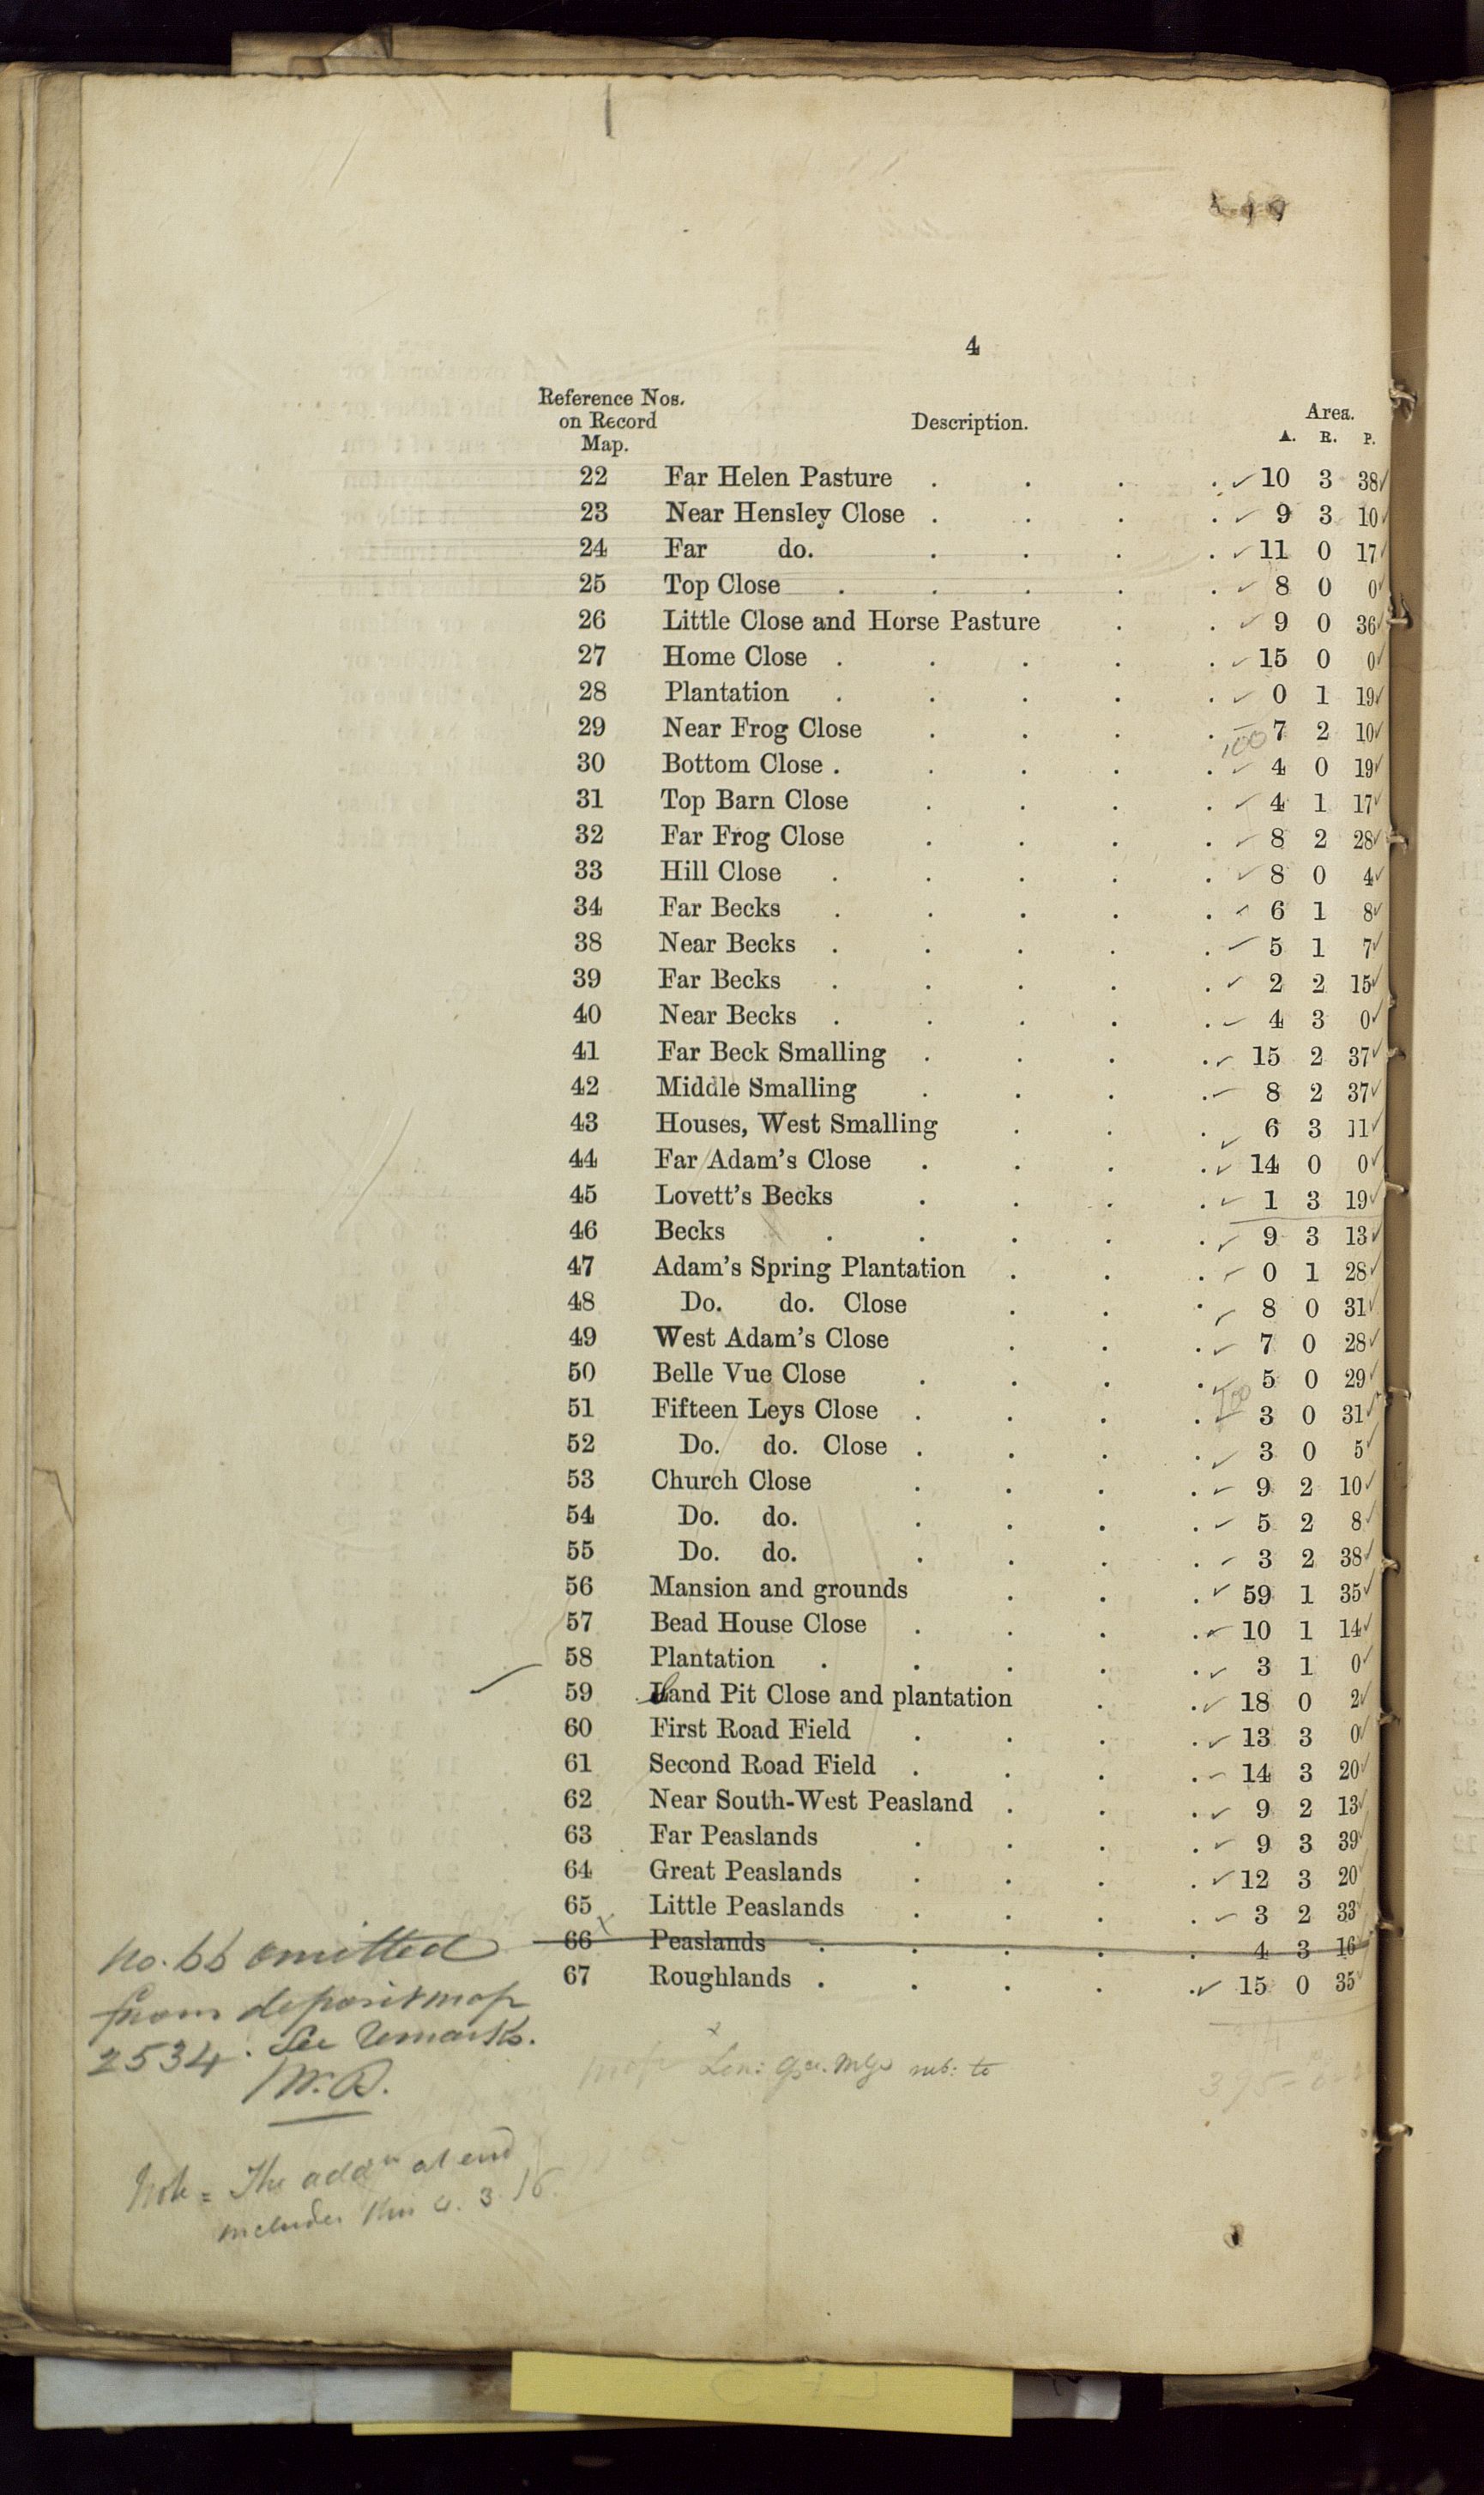 4
Reference Nos. on Record Map. Description. Area. A. R. P.
22 Far Helen Pasture . . . . 10 3 38
23 Near Hensley Close . . . . 9 3 10
24 Far do. . . . . 11 0 17
25 Top Close . . . . . 8 0 0
26 Little Close and Horse Pasture . . 9 0 36
27 Home Close . . . . . 15 0 0
28 Plantation . . . . . 0 1 19
29 Near Frog Close . . . . 7 2 10
100
30 Bottom Close . . . . . 4 0 19
31 Top Barn Close . . . . 4 1 17
32 Far Frog Close . . . . 8 2 28
33 Hill Close . . . . . 8 0 4
34 Far Becks . . . . . 6 1 8
38 Near Becks . . . . . 5 1 7
39 Far Becks . . . . . 2 2 15
40 Near Becks . . . . . 4 3 0
41 Far Beck Smalling . . . . 15 2 37
42 Middle Smalling . . . . 8 2 37
43 Houses, West Smalling . . . 6 3 11
44 Far Adam's Close . . . . 14 0 0
45 Lovett's Becks . . . . 1 3 19
46 Becks . . . . . 9 3 13
47 Adam's Spring Plantation . . . 0 1 28
48 Do. do. Close . . . 8 0 31
49 West Adam's Close . . . 7 0 28
50 Belle Vue Close . . . . 5 0 29
100
51 Fifteen Leys Close . . . . 3 0 31
52 Do. do. Close . . . . 3 0 5
53 Church Close . . . . 9 2 10
54 Do. do. . . . . 5 2 8
55 Do. do. . . . . 3 2 38
56 Mansion and grounds . . . 59 1 35
57 Bead House Close . . . . 10 1 14
58 Plantation . . . . . 3 1 0
59 Sand Pit Close and plantation . . 18 0 2
60 First Road Field . . . . 13 3 0
61 Second Road Field . . . . 14 3 20
62 Near South-West Peasland . . . 9 2 13
63 Far Peaslands . . . . 9 3 39
64 Great Peaslands . . . . 12 3 20
65 Little Peaslands . . . . 3 2 33
66 Peaslands . . . . . 4 3 16
67 Roughlands . . . . . 15 0 35
No. 66 omitted
from deposit map
2534. See Remarks.
W.B.
x
sub: to
395
Note = The addn at end
includes this 4. 3. 16